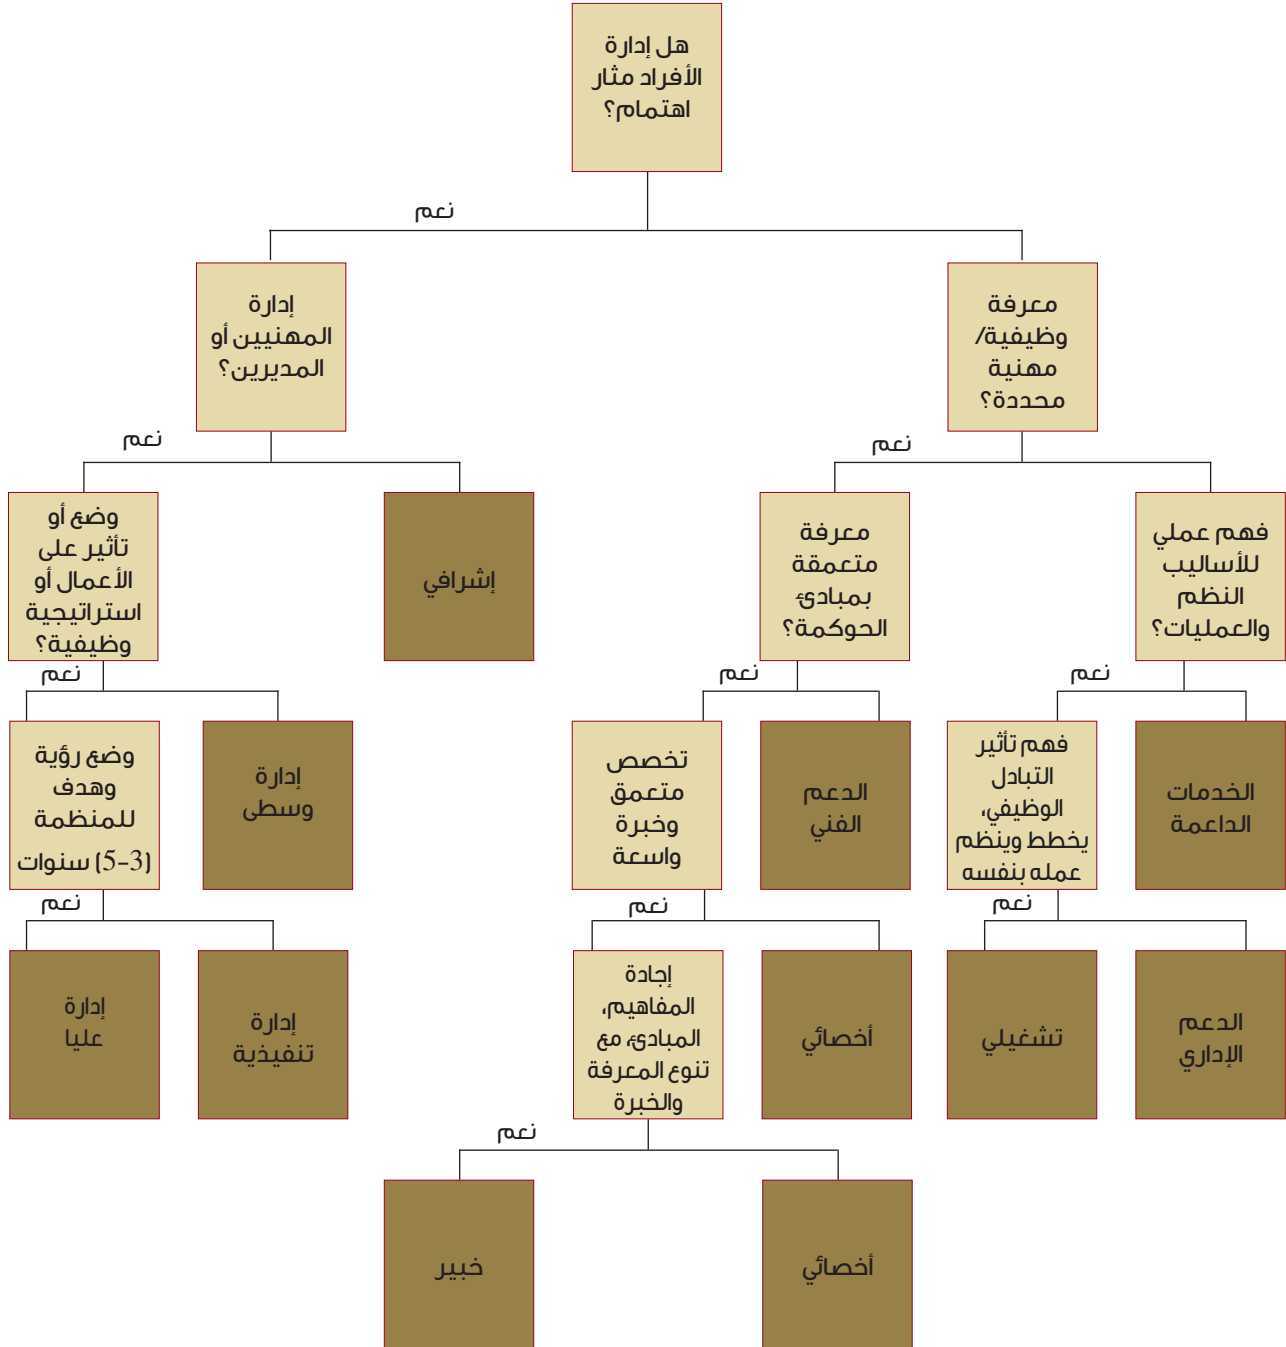 هل إدارة
الأفراد مثار
اهتمام؟
نعم
معرفة
وظيفية/
مهنية
محددة؟
إدارة
المهنيين أو
المديرين؟
نعم
نعم
فهم عملي
للأساليب
النظم
والعمليات؟
معرفة
متعمقة
بمبادئ
الحوكمة؟
إشرافي
وضع أو
تأثير على
الأعمال أو
استراتيجية
وظيفية؟
نعم
نعم
نعم
الخدمات
الداعمة
فهم تأثير
التبادل
الوظيفي،
يخطط وينظم
عمله بنفسه
الدعم
الفني
تخصص
متعمق
وخبرة
واسعة
إدارة
وسطى
وضع رؤية
وهدف
للمنظمة
(3-5) سنوات
نعم
نعم
نعم
الدعم
الإداري
تشغيلي
أخصائي
إجادة
المفاهيم،
المبادئ، مع
تنوع المعرفة
والخبرة
إدارة
تنفيذية
إدارة
عليا
نعم
أخصائي
خبير